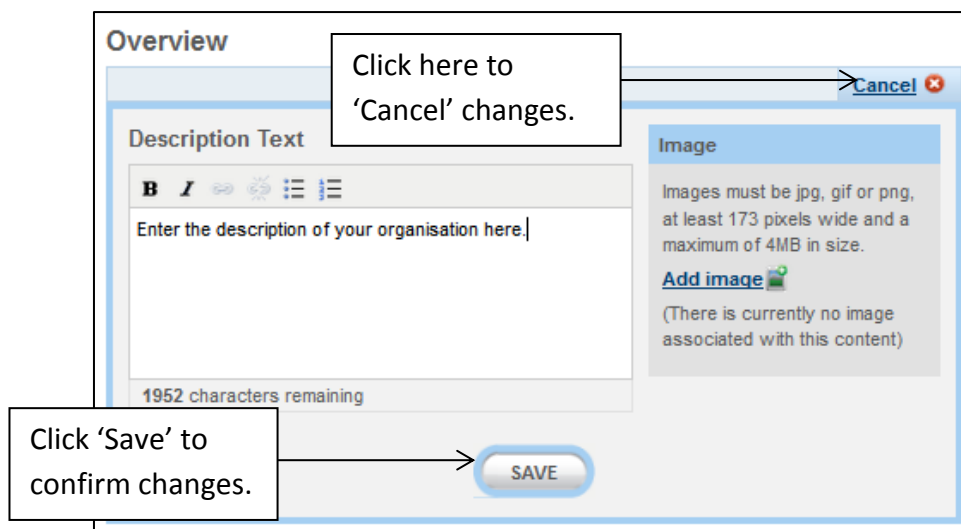 Overview
Click here to
‘Cancel’ changes.
Cancel
Description Text
B I
Enter the description of your organisation here.
1952 characters remaining
Image
Images must be jpg, gif or png,
at least 173 pixels wide and a
maximum of 4MB in size.
Add image
(There is currently no image
associated with this content)
Click ‘Save’ to
confirm changes.
SAVE